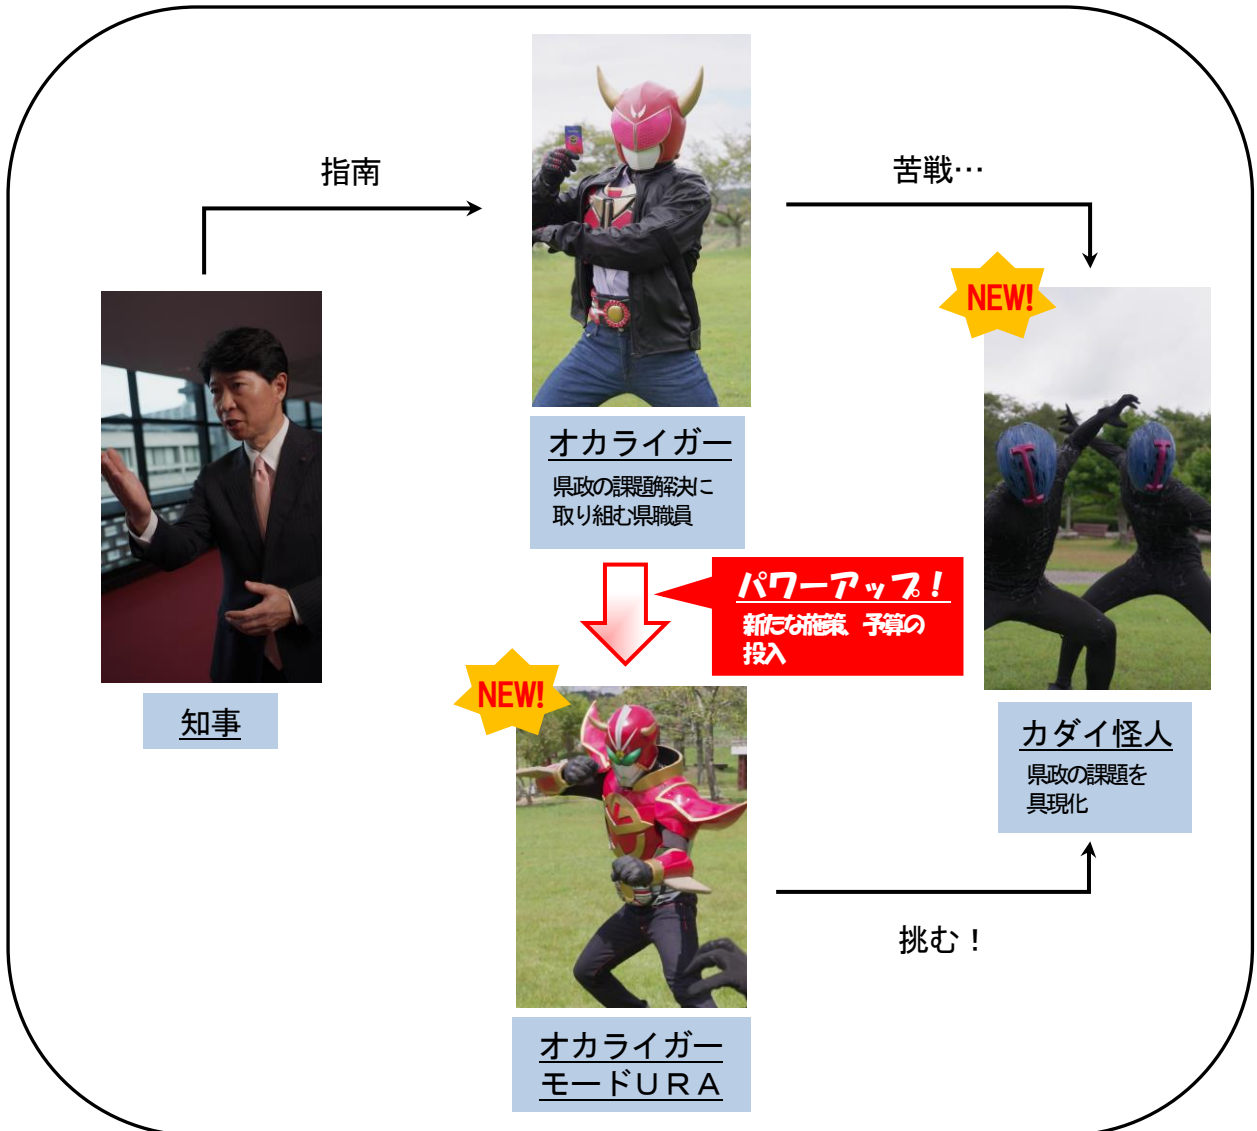 指南
苦戦…
NEW!
オカライガー
県政の課題解決に
取り組む県職員
パワーアップ！
新たな施策、予算の
投入
NEW!
知事
カダイ怪人
県政の課題を
具現化
挑む！
オカライガー
モードＵＲＡ